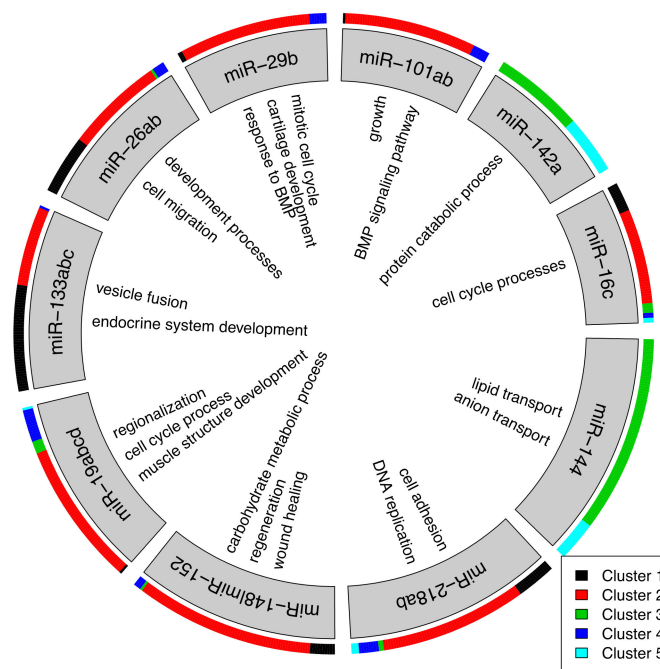 miR−29b
miR−101ab
miR−142a
miR−16c
miR−144
miR−218ab
miR−148/miR−152
miR−19abcd
miR−133abc
miR−26ab
mitotic cell cycle
cartilage development
response to BMP
growth
BMP signaling pathway
protein catabolic process
cell cycle processes
lipid transport
anion transport
cell adhesion
DNA replication
carbohydrate metabolic process
regeneration
wound healing
regionalization
cell cycle process
muscle structure development
vesicle fusion
endocrine system development
development processes
cell migration
Cluster 1
Cluster 2
Cluster 3
Cluster 4
Cluster 5